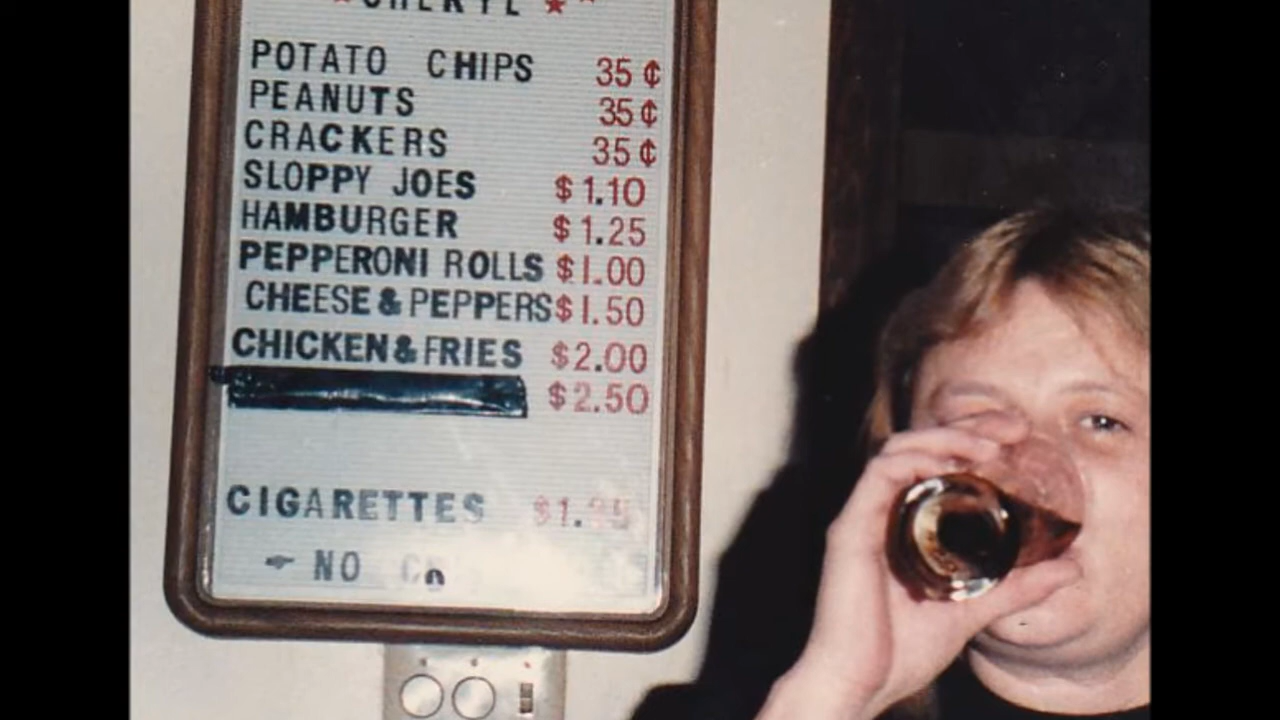 CHERYL
POTATO CHIPS 35¢
PEANUTS 35¢
CRACKERS 35¢
SLOPPY JOES $1.10
HAMBURGER $1.25
PEPPERONI ROLLS $1.00
CHEESE & PEPPERS $1.50
CHICKEN & FRIES $2.00
$2.50
CIGARETTES
☛ NO